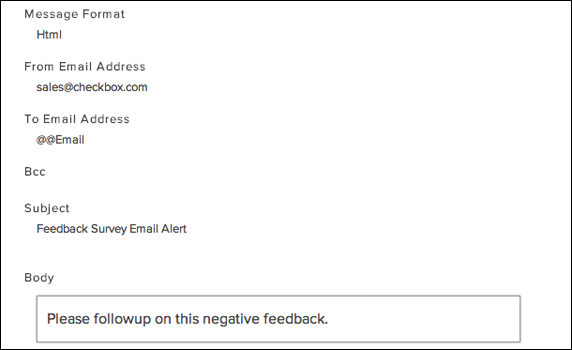 Message Format
Html
From Email Address
sales@checkbox.com
To Email Address
@@Email
Bcc
Subject
Feedback Survey Email Alert
Body
Please followup on this negative feedback.